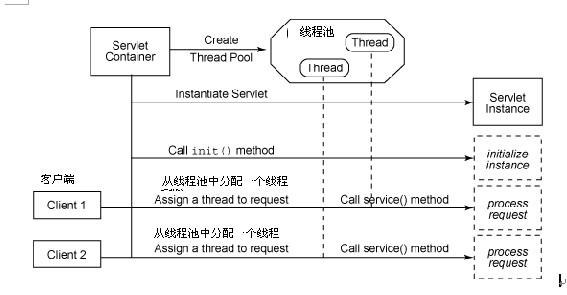 Servlet
Container
Create
Thread Pool
线程池
Thread
Thread
Instantiate Servlet
Servlet
Instance
Call init() method
initialize
instance
客户端
从线程池中分配一个线程
Client 1
Assign a thread to request
Call service() method
process
request
从线程池中分配一个线程
Client 2
Assign a thread to request
Call service() method
process
request